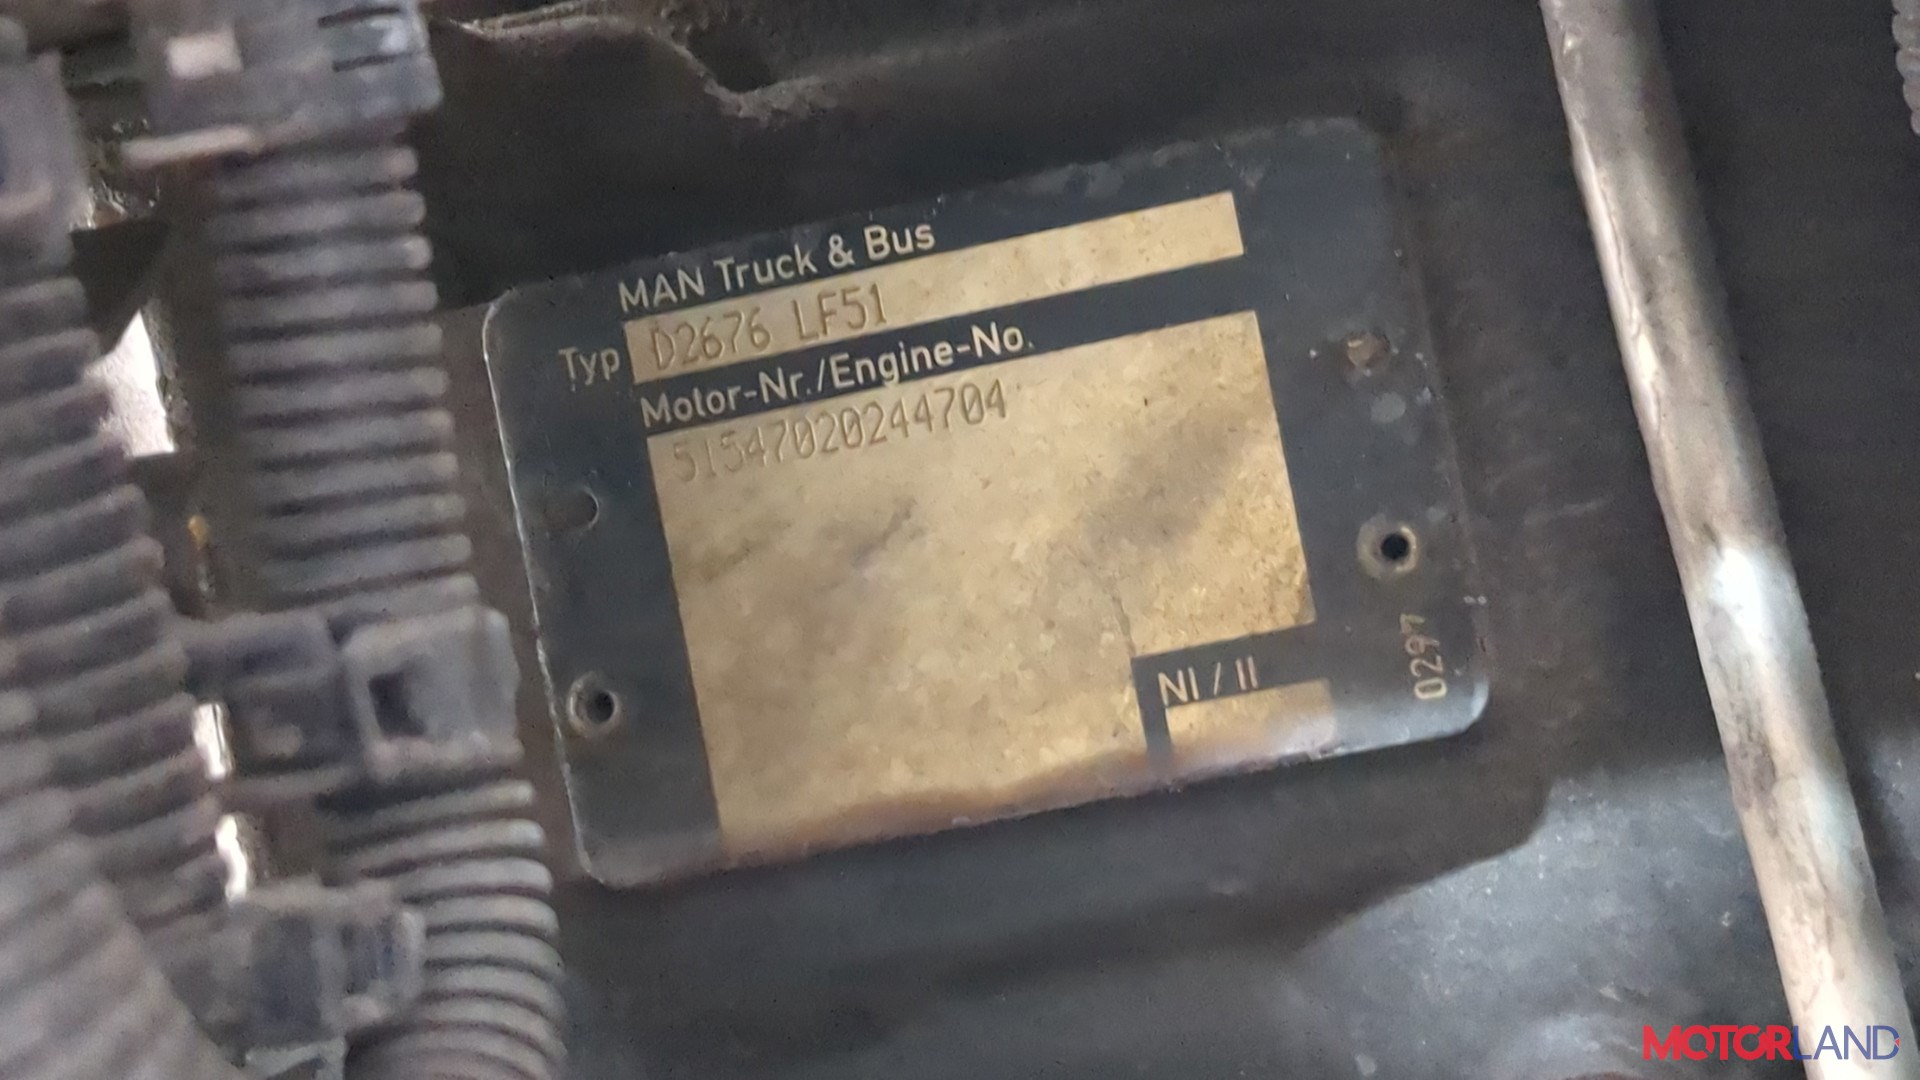 MAN Truck & Bus
Typ D2676 LF51
Motor-Nr./Engine-No.
51547020244704
NI / II
0297
MOTORLAND